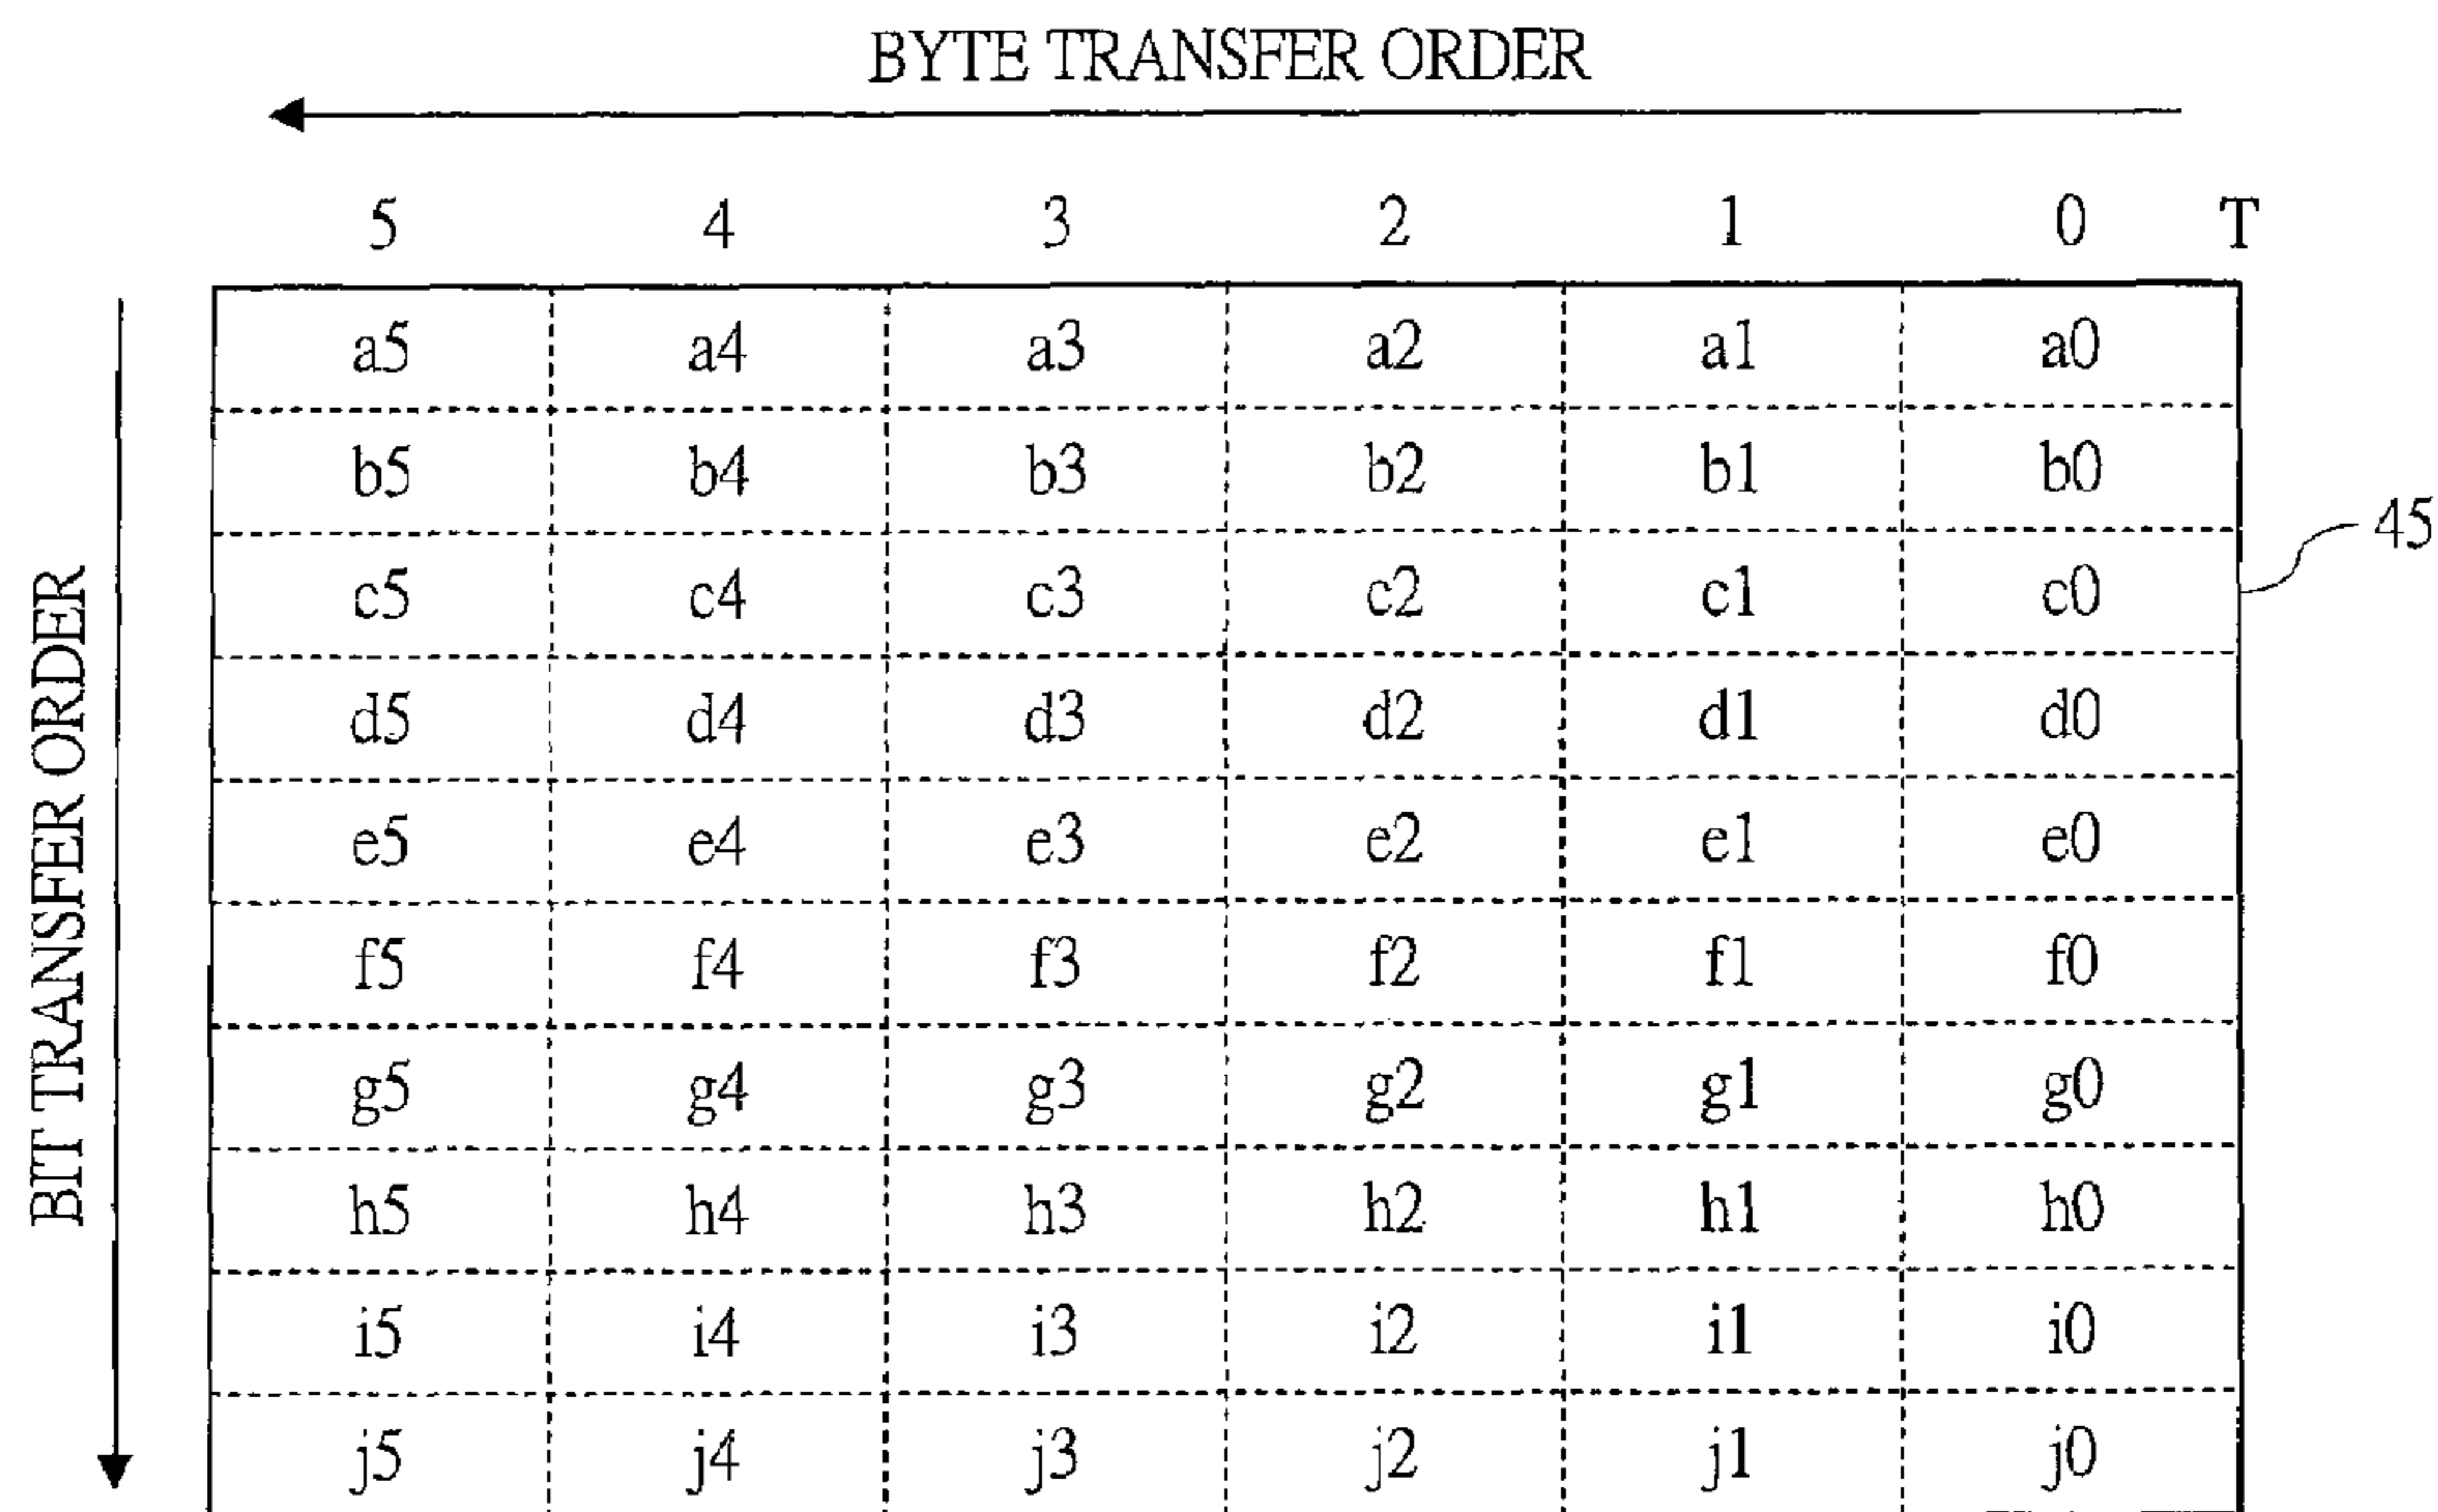 BYTE TRANSFER ORDER
5 4 3 2 1 0 T
BIT TRANSFER ORDER
a5 a4 a3 a2 a1 a0
b5 b4 b3 b2 b1 b0
45
c5 c4 c3 c2 c1 c0
d5 d4 d3 d2 d1 d0
e5 e4 e3 e2 e1 e0
f5 f4 f3 f2 f1 f0
g5 g4 g3 g2 g1 g0
h5 h4 h3 h2 h1 h0
i5 i4 i3 i2 i1 i0
j5 j4 j3 j2 j1 j0